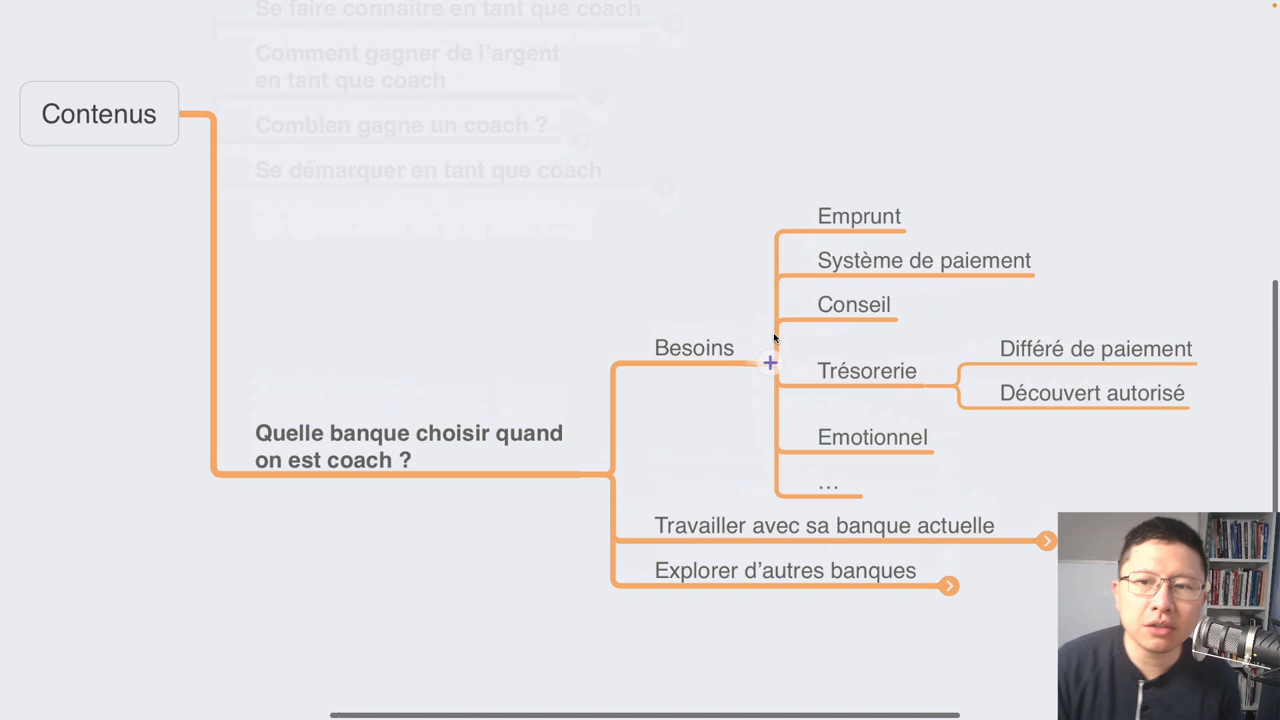 Se faire connaître en tant que coach
Comment gagner de l'argent
en tant que coach
Combien gagne un coach ?
Se démarquer en tant que coach
Contenus
Emprunt
Système de paiement
Conseil
Besoins
Trésorerie
Différé de paiement
Découvert autorisé
Emotionnel
...
Quelle banque choisir quand
on est coach ?
Travailler avec sa banque actuelle
Explorer d'autres banques